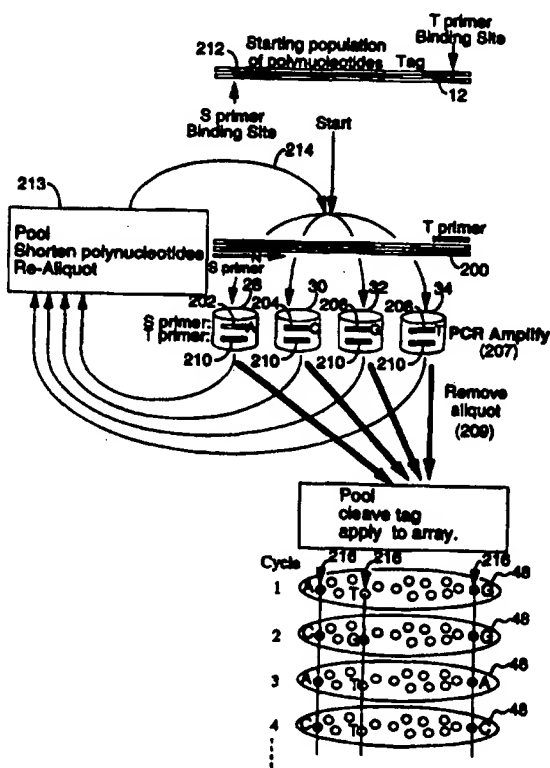 T primer
Binding Site
212
Starting population
of polynucleotides
Tag
12
S primer
Binding Site
Start
214
213
Pool
Shorten polynucleotides
Re-Aliquot
T primer
N
200
S primer
202
28
204
30
206
32
34
S primer:
T primer:
A
C
G
T
PCR Amplify
(207)
210
210
210
210
Remove
aliquot
(209)
Pool
cleave tag
apply to array.
Cycle
216
216
216
1
A
T
G
48
2
C
G
G
48
3
A
T
A
48
4
C
T
C
48